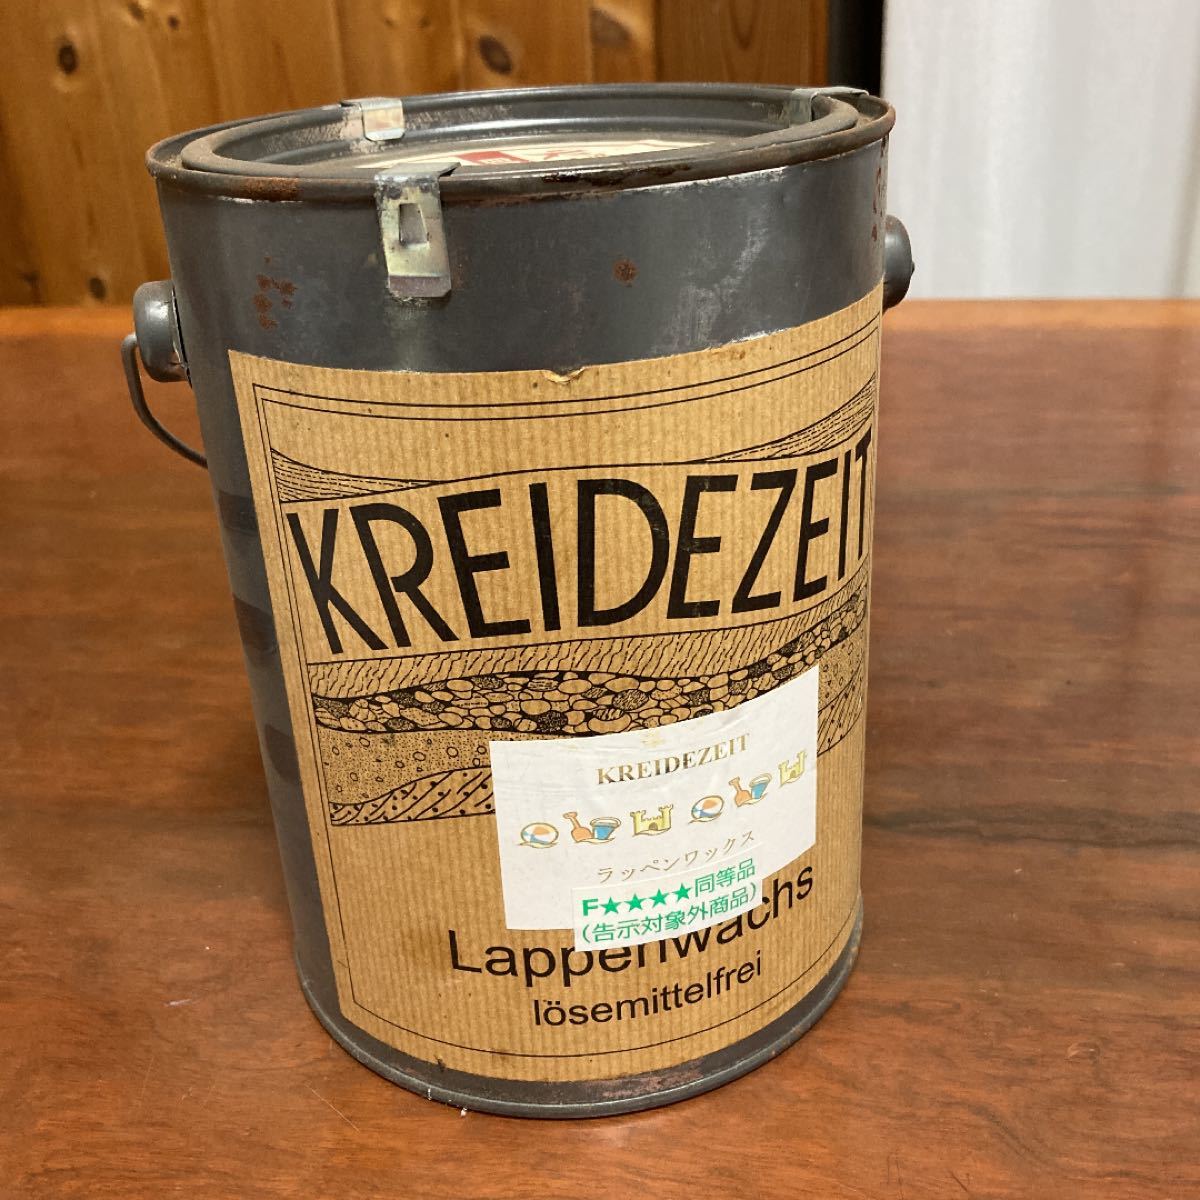 KREIDEZEIT
KREIDEZEIT
ラッペンワックス
F★★★★同等品
(告示対象外商品)
Lappenwachs
lösemittelfrei